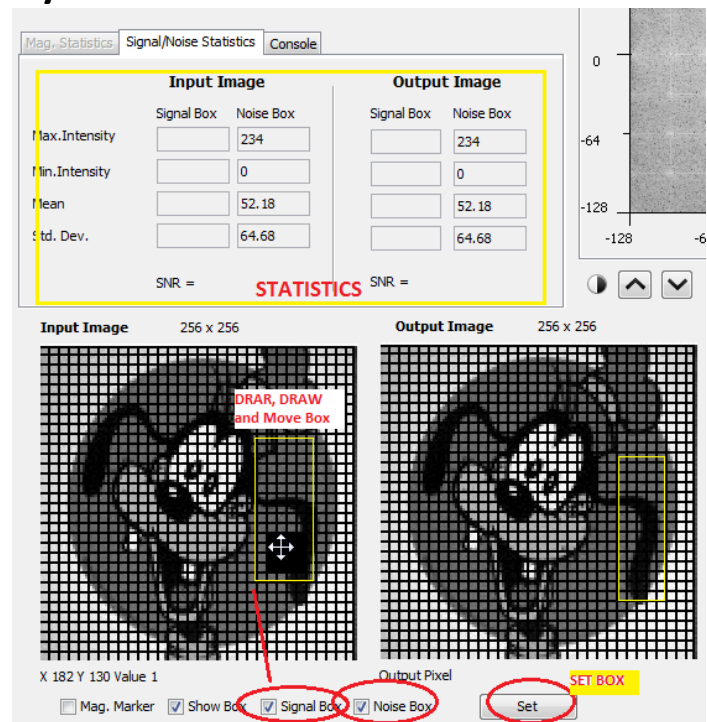 Mag. Statistics Signal/Noise Statistics Console
Input Image Output Image
Signal Box Noise Box Signal Box Noise Box
Max.Intensity 234 234
Min.Intensity 0 0
Mean 52.18 52.18
Std. Dev. 64.68 64.68
SNR = STATISTICS SNR =
0
-64
-128
-128 -6
Input Image 256 x 256 Output Image 256 x 256
DRAR, DRAW
and Move Box
X 182 Y 130 Value 1 Output Pixel SET BOX
Mag. Marker Show Box Signal Box Noise Box Set